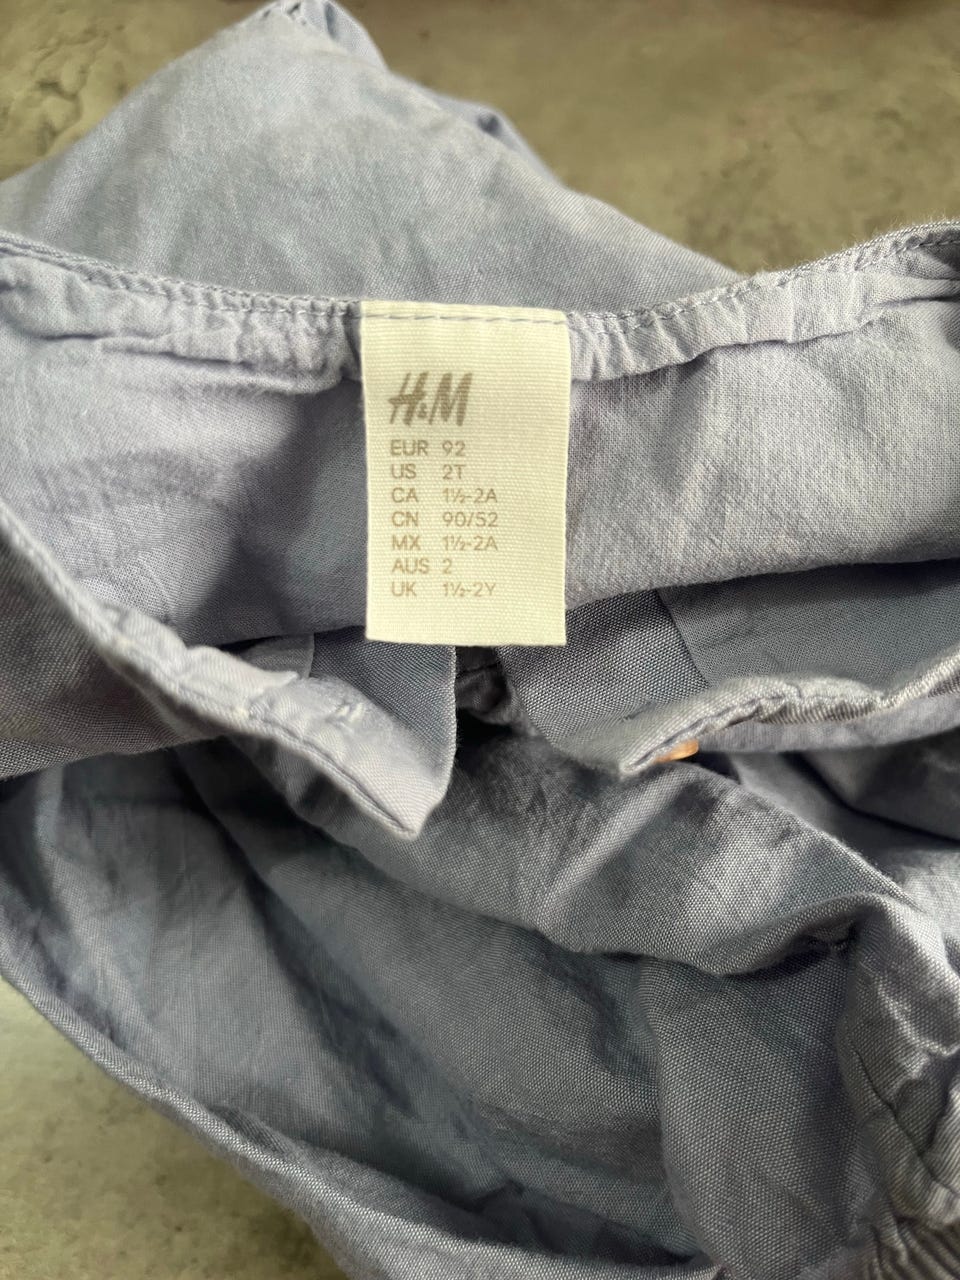 H&M
EUR 92
US 2T
CA 1½-2A
CN 90/52
MX 1½-2A
AUS 2
UK 1½-2Y